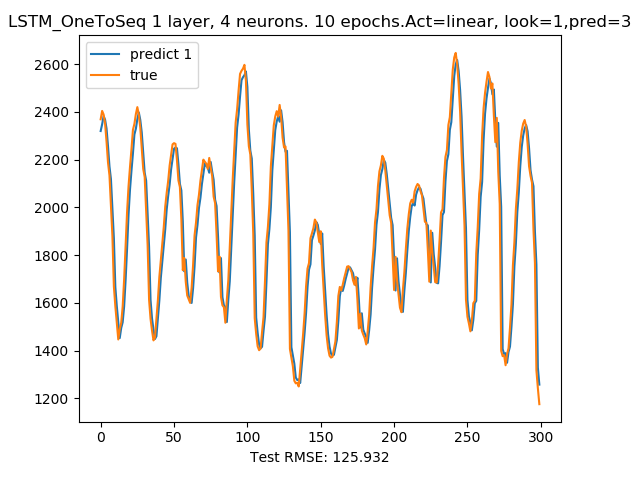 LSTM_OneToSeq 1 layer, 4 neurons. 10 epochs.Act=linear, look=1,pred=3
predict 1
true
2600
2400
2200
2000
1800
1600
1400
1200
0 50 100 150 200 250 300
Test RMSE: 125.932